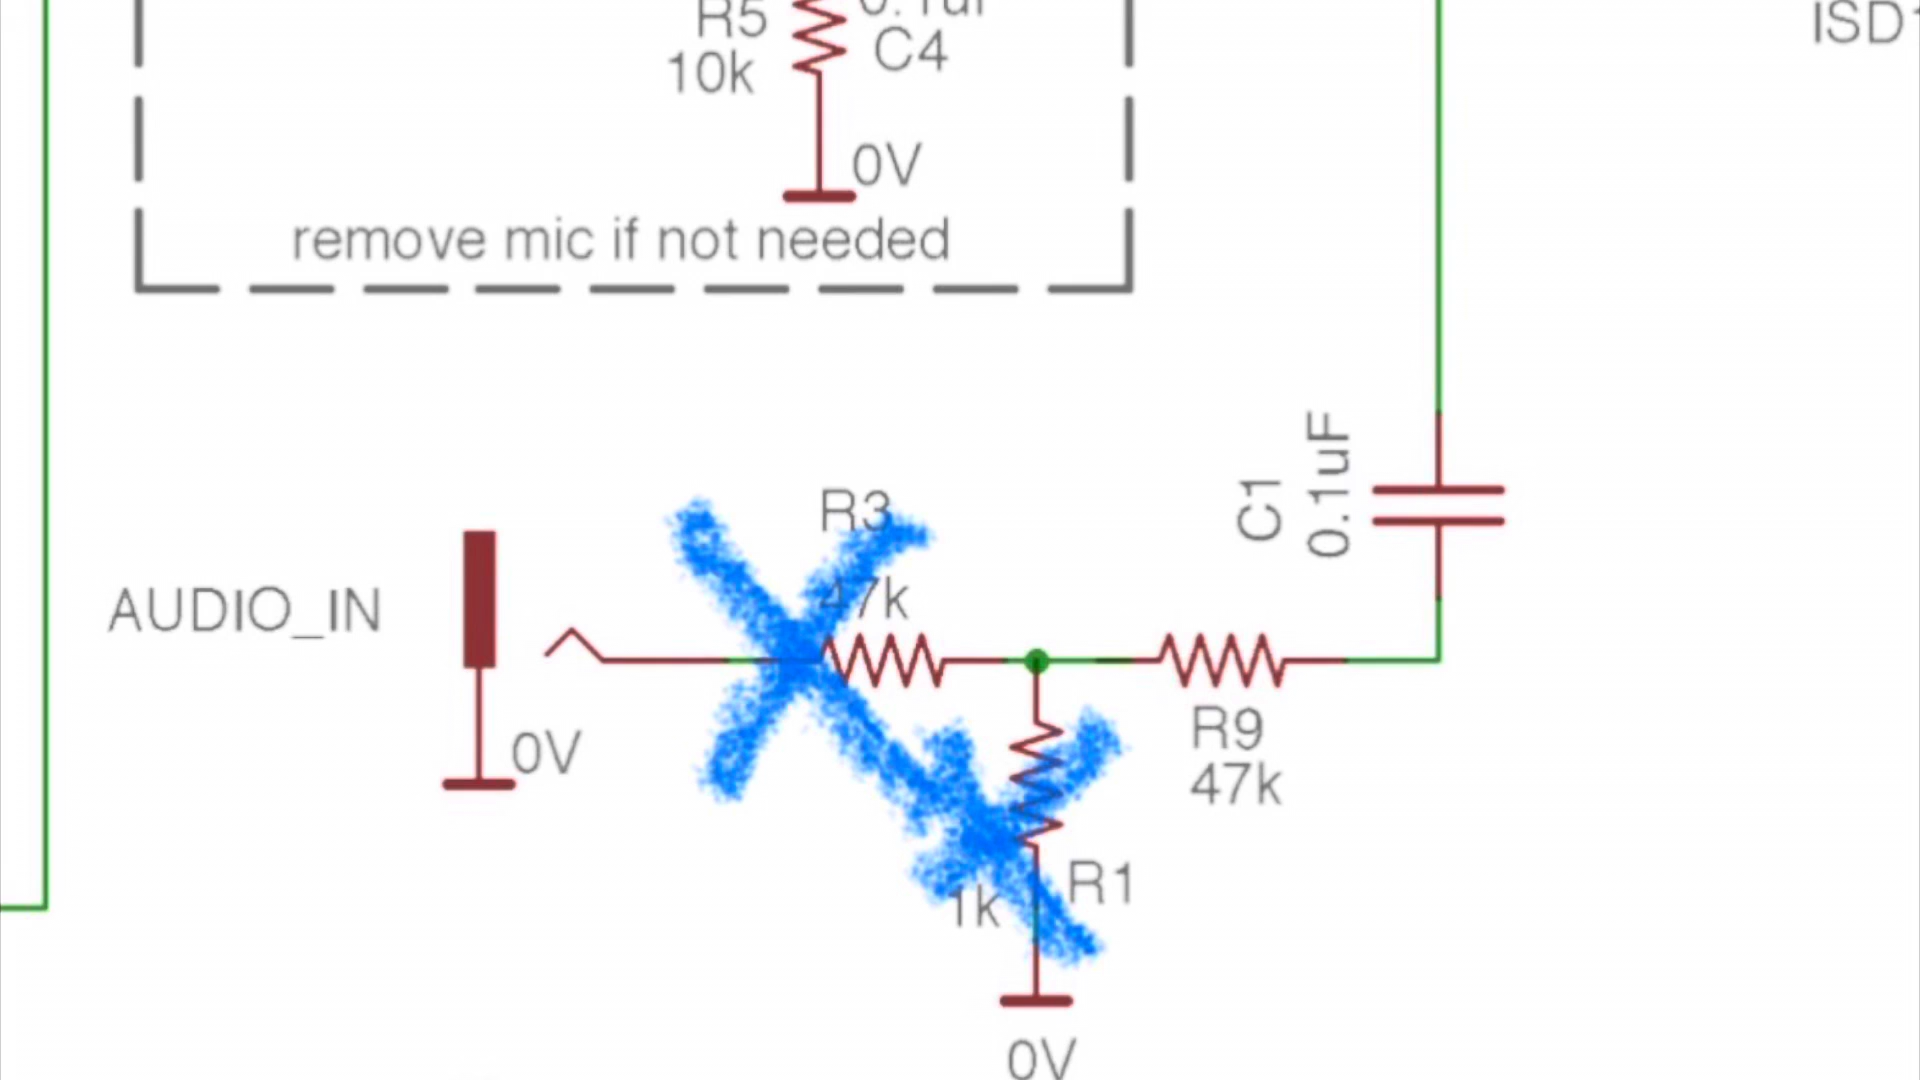 R5
10k
C4
ISD1
0V
remove mic if not needed
C1
0.1uF
R3
47k
AUDIO_IN
0V
R9
47k
R1
1k
0V